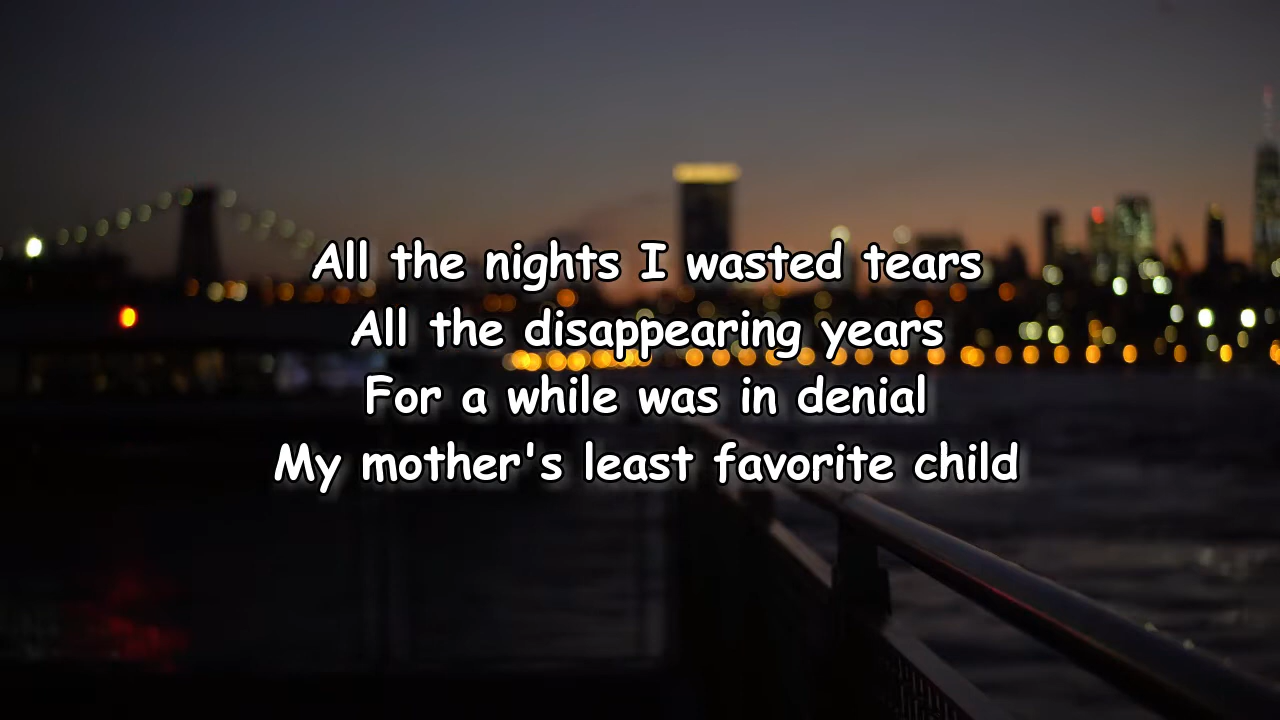 All the nights I wasted tears
All the disappearing years
For a while was in denial
My mother's least favorite child